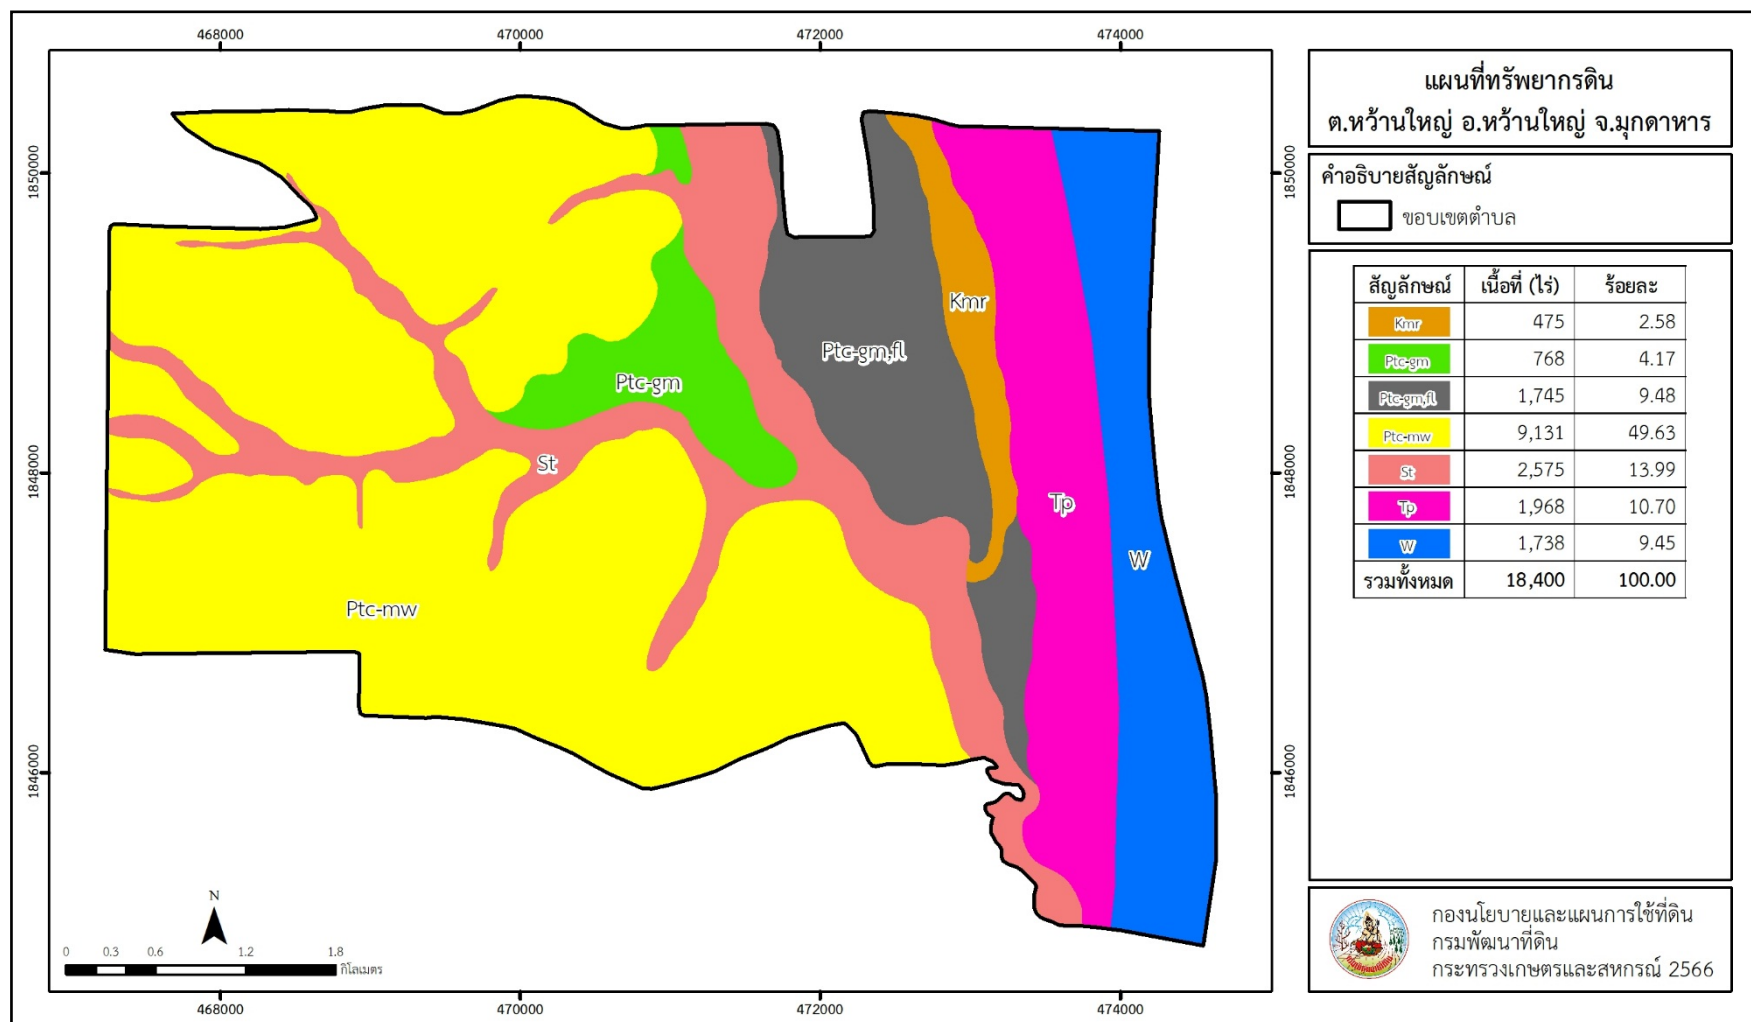 468000 470000 472000 474000
1850000 1850000
1848000 1848000
1846000 1846000
Kmr
Ptc-gm,fl
Ptc-gm
St
Tp
W
Ptc-mw
N
0 0.3 0.6 1.2 1.8
กิโลเมตร
468000 470000 472000 474000
แผนที่ทรัพยากรดิน
ต.หว้านใหญ่ อ.หว้านใหญ่ จ.มุกดาหาร
คำอธิบายสัญลักษณ์
ขอบเขตตำบล
สัญลักษณ์ เนื้อที่ (ไร่) ร้อยละ
Kmr 475 2.58
Ptc-gm 768 4.17
Ptc-gm,fl 1,745 9.48
Ptc-mw 9,131 49.63
St 2,575 13.99
Tp 1,968 10.70
W 1,738 9.45
รวมทั้งหมด 18,400 100.00
กองนโยบายและแผนการใช้ที่ดิน
กรมพัฒนาที่ดิน
กระทรวงเกษตรและสหกรณ์ 2566